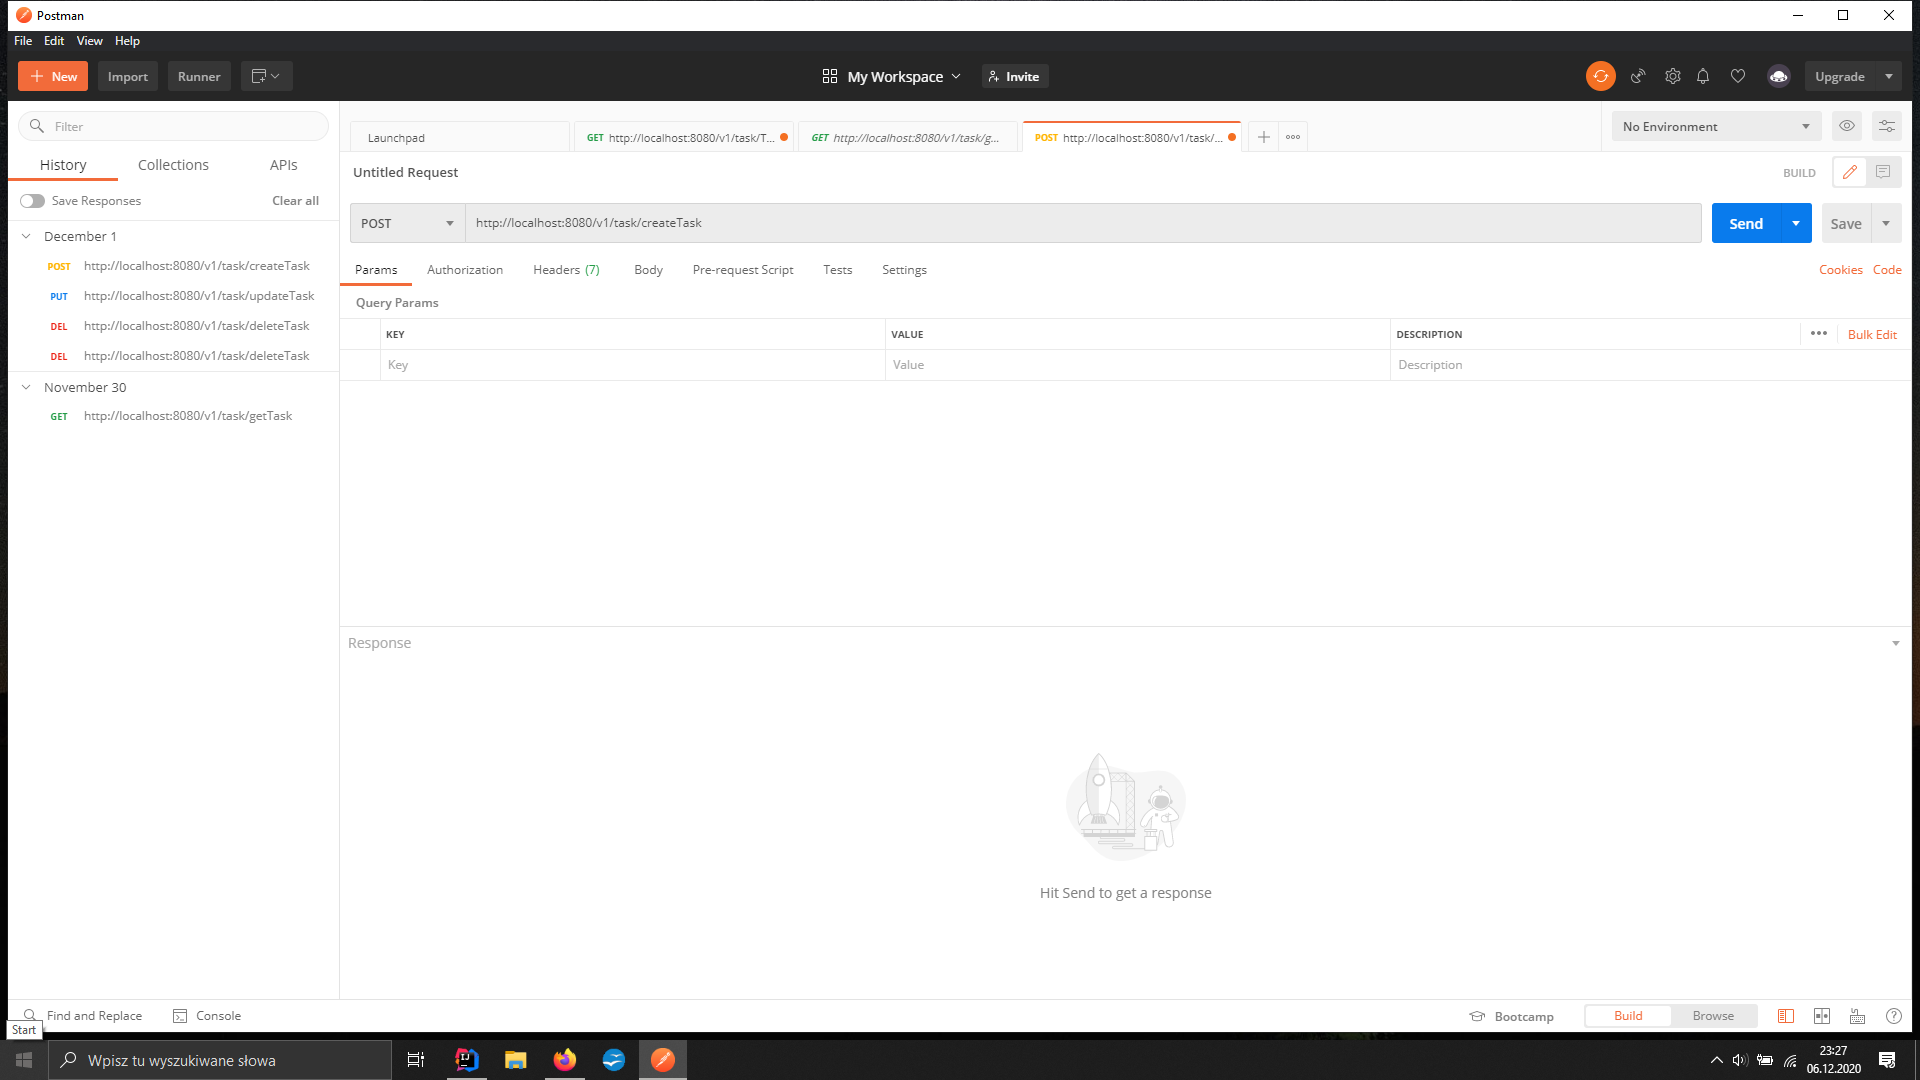 Postman
File Edit View Help
New Import Runner My Workspace Invite Upgrade
Filter
History Collections APIs
Save Responses Clear all
December 1
POST http://localhost:8080/v1/task/createTask
PUT http://localhost:8080/v1/task/updateTask
DEL http://localhost:8080/v1/task/deleteTask
DEL http://localhost:8080/v1/task/deleteTask
November 30
GET http://localhost:8080/v1/task/getTask
Launchpad GET http://localhost:8080/v1/task/T... GET http://localhost:8080/v1/task/g... POST http://localhost:8080/v1/task/... No Environment
Untitled Request BUILD
POST http://localhost:8080/v1/task/createTask Send Save
Params Authorization Headers (7) Body Pre-request Script Tests Settings Cookies Code
Query Params
KEY VALUE DESCRIPTION Bulk Edit
Key Value Description
Response
Hit Send to get a response
Find and Replace Console Bootcamp Build Browse
Start
Wpisz tu wyszukiwane słowa
23:27
06.12.2020